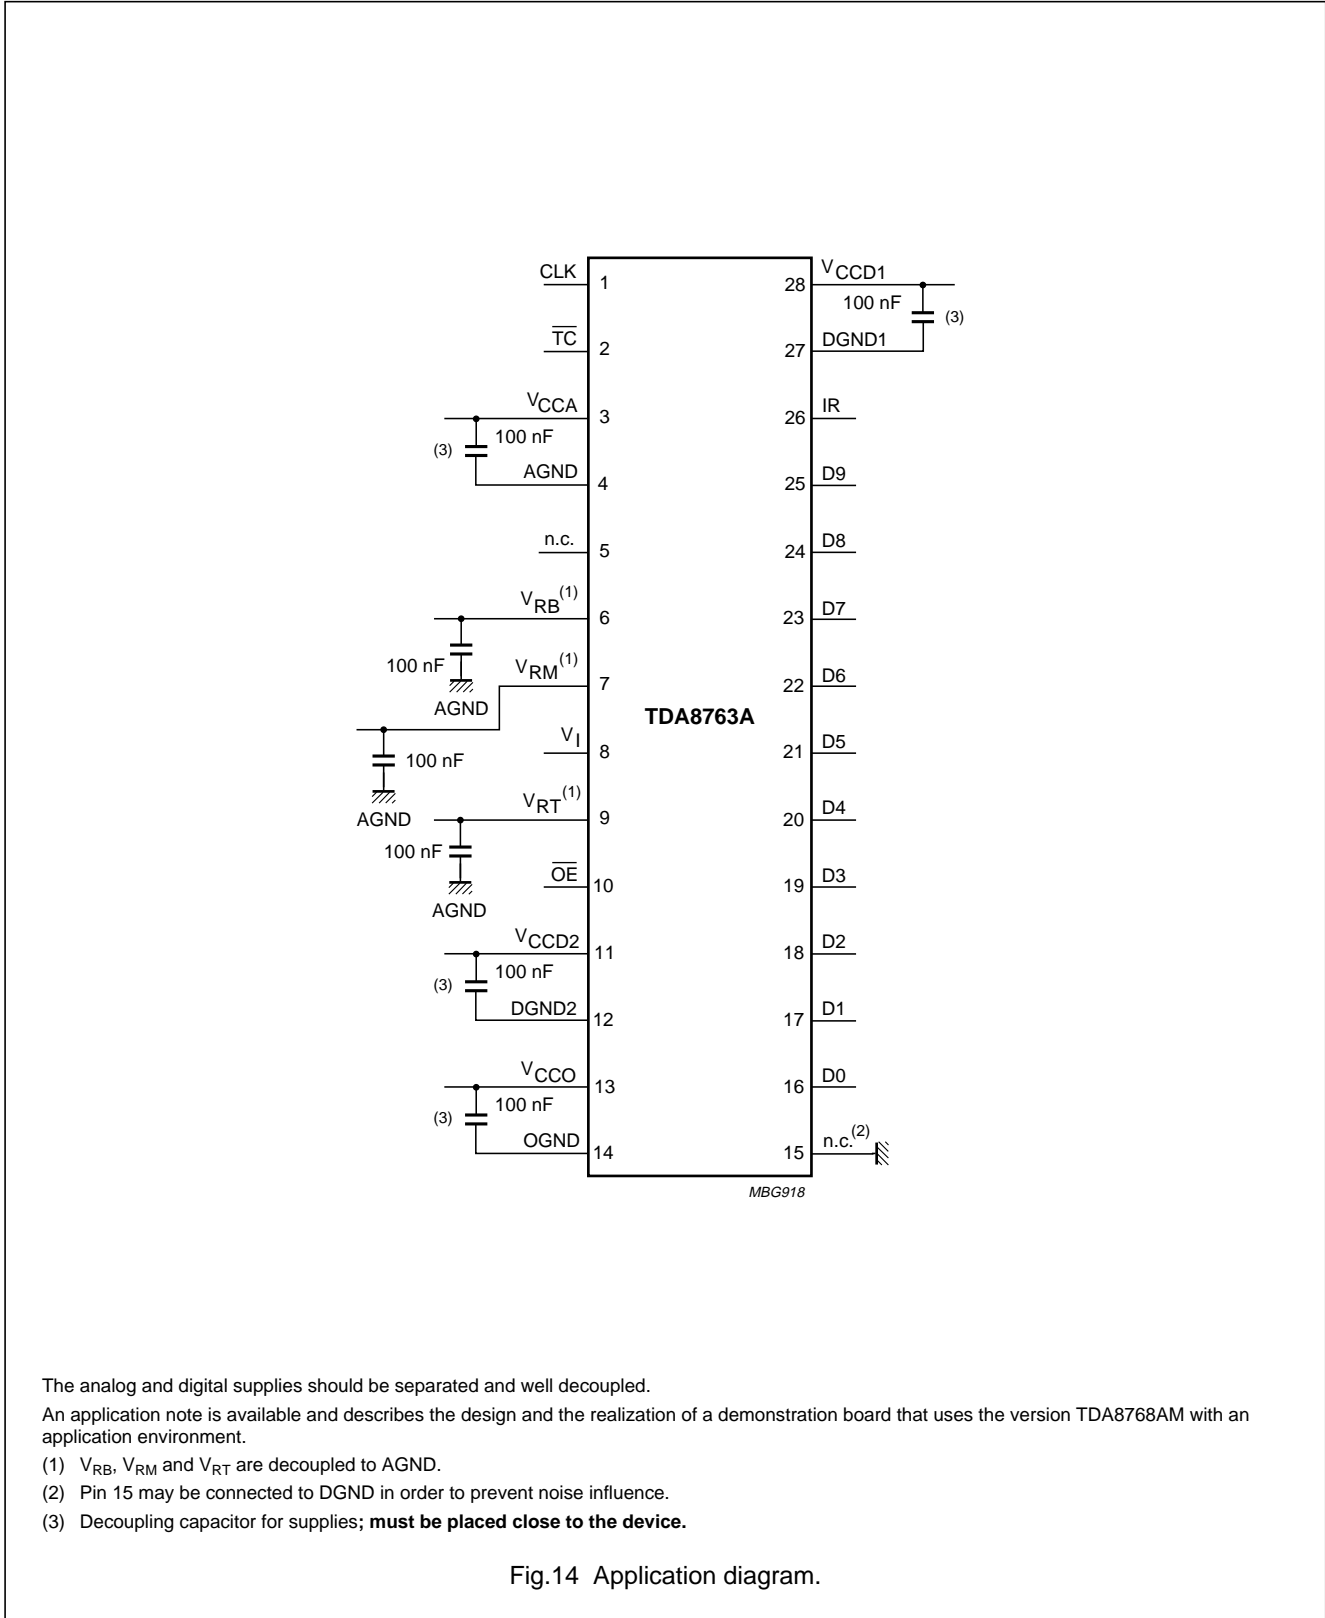 CLK
1
T̅C̅
2
VCCA
3
100 nF
(3)
AGND
4
n.c.
5
VRB(1)
6
100 nF
AGND
VRM(1)
7
100 nF
AGND
VI
8
VRT(1)
9
100 nF
AGND
O̅E̅
10
VCCD2
11
100 nF
(3)
DGND2
12
VCCO
13
100 nF
(3)
OGND
14
TDA8763A
28
VCCD1
100 nF
(3)
27
DGND1
26
IR
25
D9
24
D8
23
D7
22
D6
21
D5
20
D4
19
D3
18
D2
17
D1
16
D0
15
n.c.(2)
MBG918
The analog and digital supplies should be separated and well decoupled.
An application note is available and describes the design and the realization of a demonstration board that uses the version TDA8768AM with an
application environment.
(1) VRB, VRM and VRT are decoupled to AGND.
(2) Pin 15 may be connected to DGND in order to prevent noise influence.
(3) Decoupling capacitor for supplies; must be placed close to the device.
Fig.14 Application diagram.